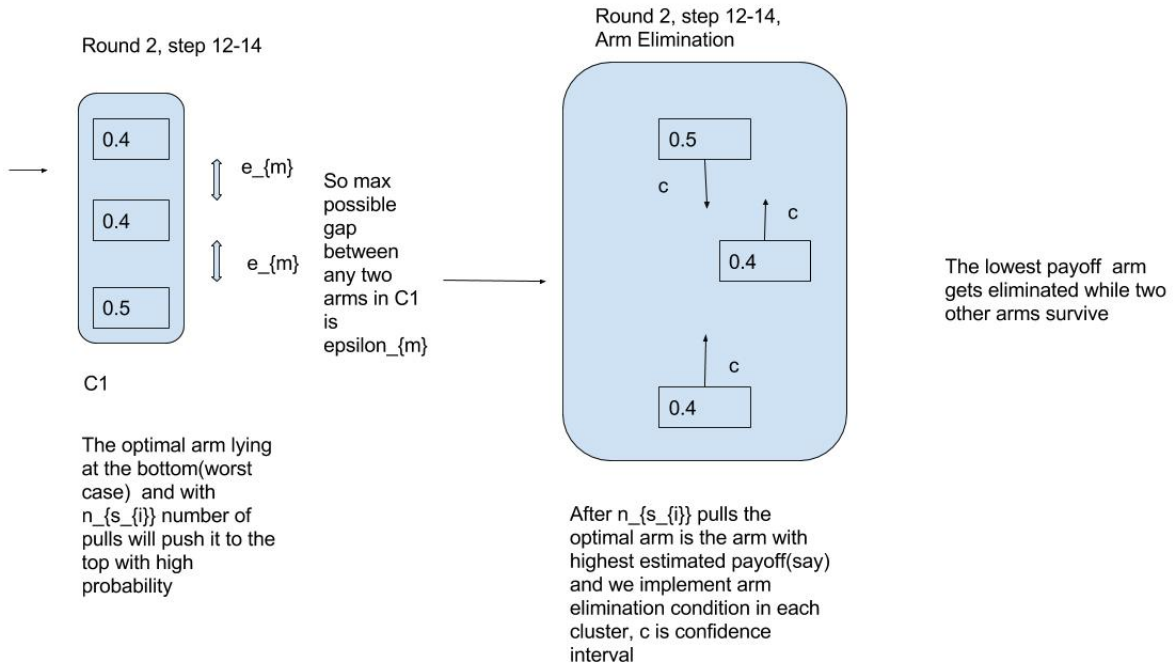 Round 2, step 12-14
0.4
0.4
0.5
e_{m}
e_{m}
C1
The optimal arm lying
at the bottom(worst
case)  and with
n_{s_{i}} number of
pulls will push it to the
top with high
probability
So max
possible
gap
between
any two
arms in C1
is
epsilon_{m}
Round 2, step 12-14,
Arm Elimination
0.5
c
c
0.4
c
0.4
After n_{s_{i}} pulls the
optimal arm is the arm with
highest estimated payoff(say)
and we implement arm
elimination condition in each
cluster, c is confidence
interval
The lowest payoff  arm
gets eliminated while two
other arms survive